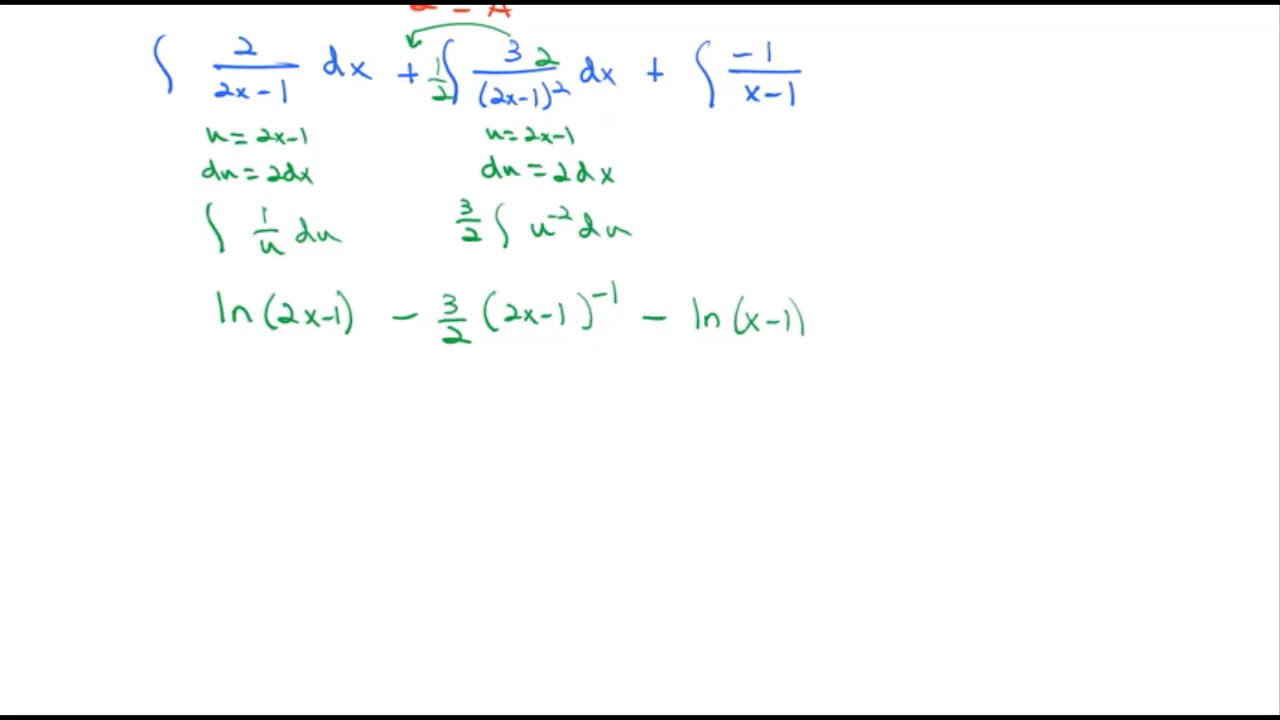 2 = A
∫ 2/(2x-1) dx + 1/2 ∫ 3 2/(2x-1)² dx + ∫ -1/(x-1)
u = 2x-1 u = 2x-1
du = 2dx du = 2dx
∫ 1/u du 3/2 ∫ u⁻² du
ln(2x-1) - 3/2 (2x-1)⁻¹ - ln(x-1)